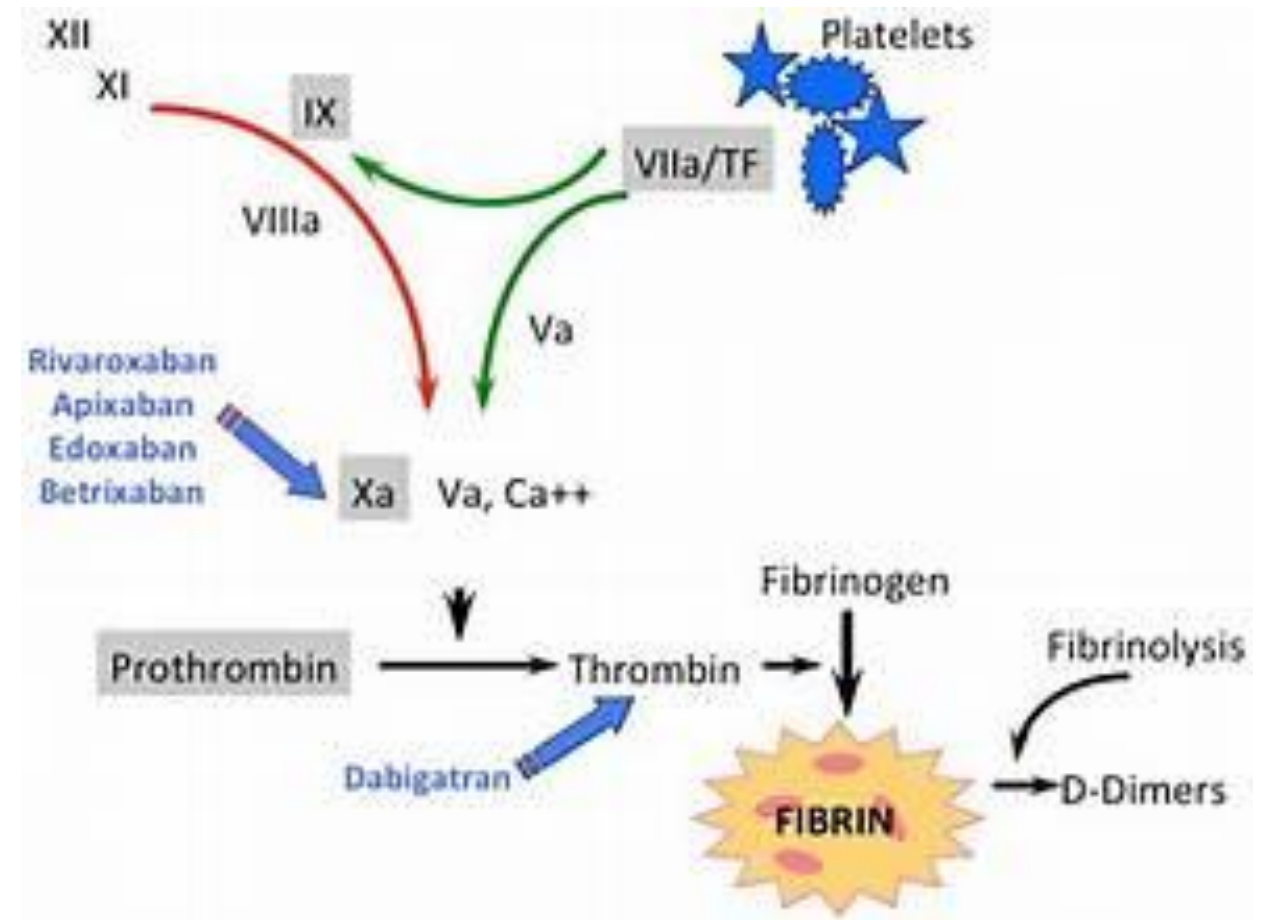 XII
Platelets
XI
IX
VIIa/TF
VIIIa
Va
Rivaroxaban
Apixaban
Edoxaban
Betrixaban
Xa
Va, Ca++
Fibrinogen
Fibrinolysis
Prothrombin
Thrombin
Dabigatran
D-Dimers
FIBRIN